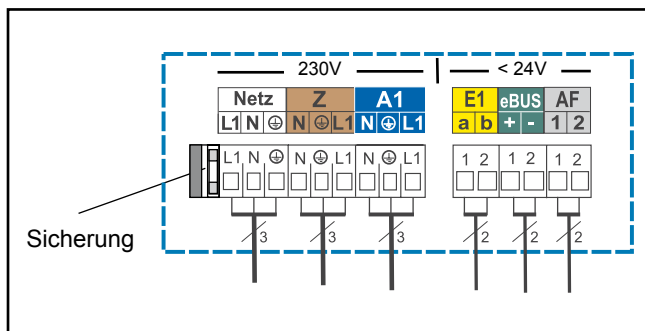 230V < 24V
Netz Z A1 E1 eBUS AF
L1 N ⏚ N ⏚ L1 N ⏚ L1 a b + - 1 2
L1 N ⏚ N ⏚ L1 N ⏚ L1 1 2 1 2 1 2
Sicherung
3 3 3 2 2 2